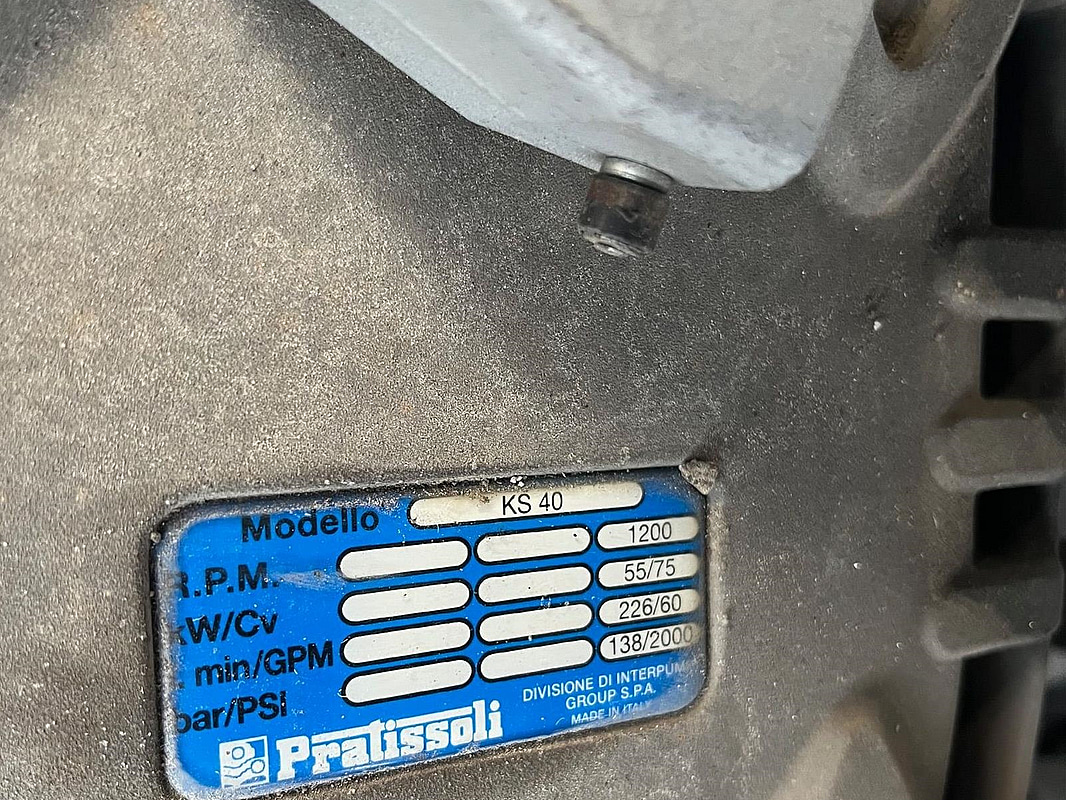 Modello KS 40
R.P.M. 1200
kW/Cv 55/75
min/GPM 226/60
bar/PSI 138/2000
Pratissoli
DIVISIONE DI INTERPUMP
GROUP S.P.A.
MADE IN ITALY